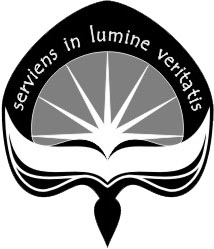 serviens in lumine veritatis